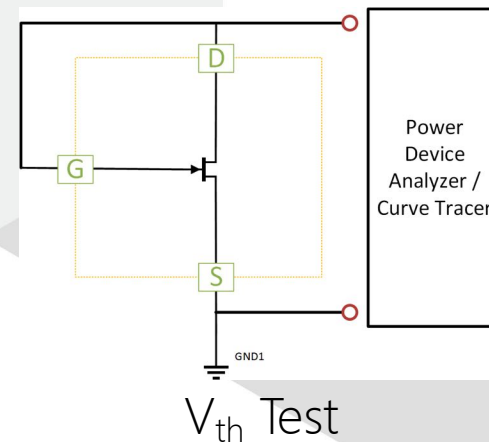 D
G
Power
Device
Analyzer /
Curve Tracer
S
GND1
Vth Test